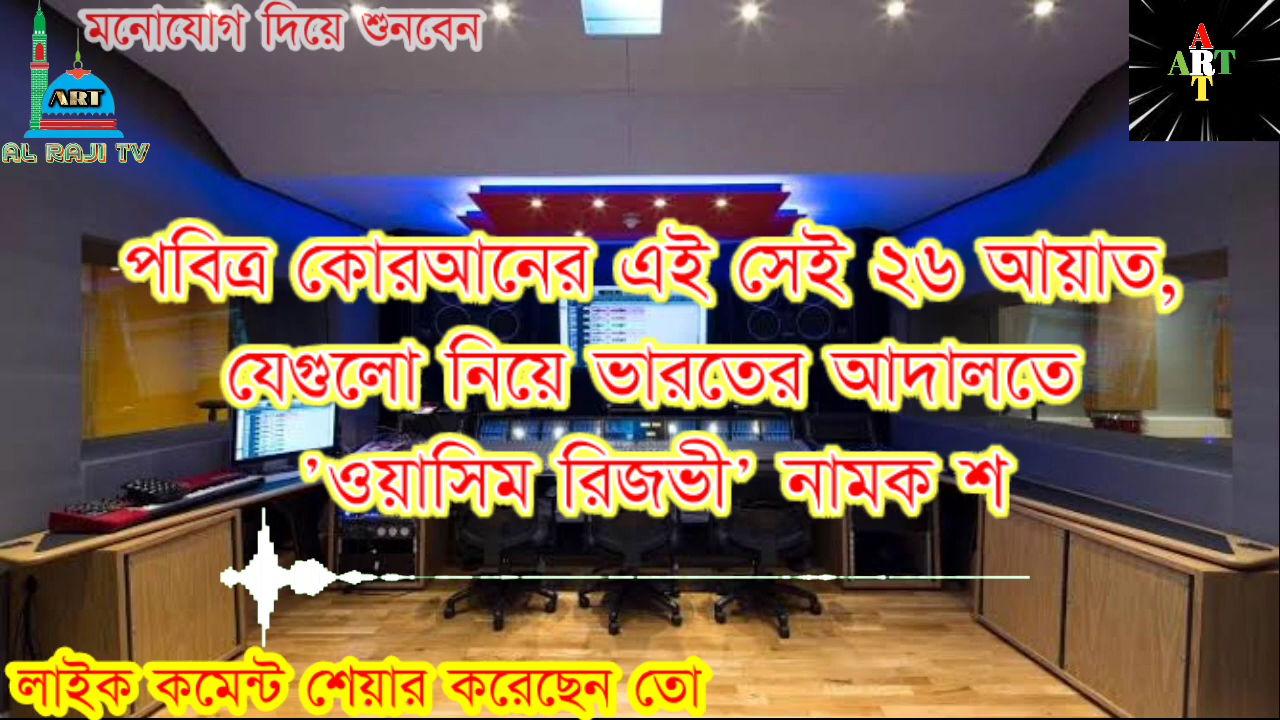 মনোযোগ দিয়ে শুনবেন
ART
AL RAJI TV
A
ART
T
পবিত্র কোরআনের এই সেই ২৬ আয়াত,
যেগুলো নিয়ে ভারতের আদালতে
'ওয়াসিম রিজভী' নামক শ
লাইক কমেন্ট শেয়ার করেছেন তো